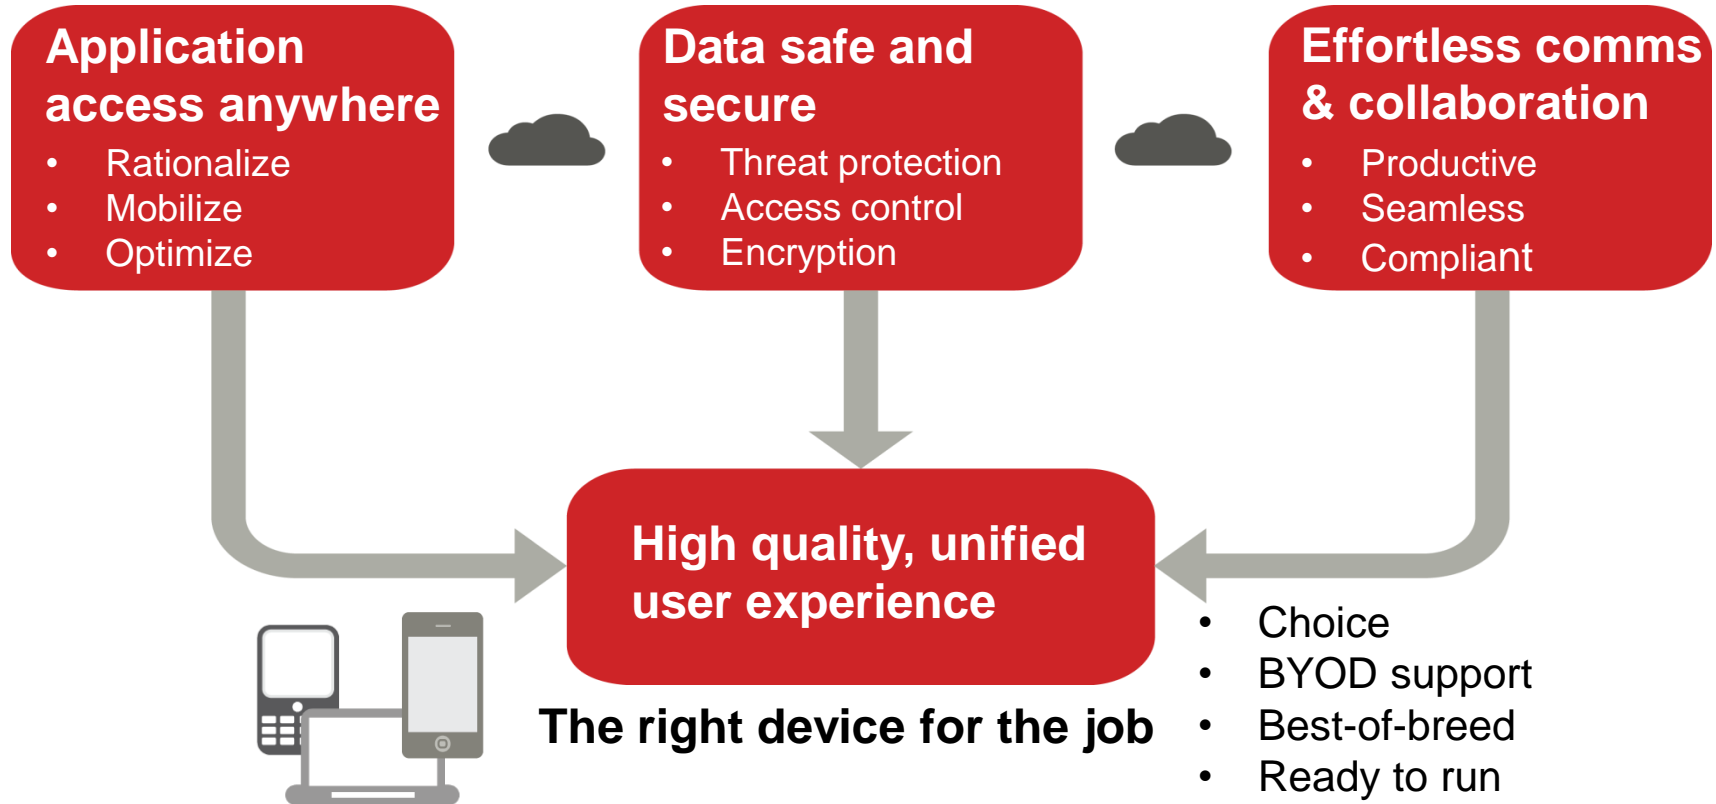 Application
access anywhere
• Rationalize
• Mobilize
• Optimize
Data safe and
secure
• Threat protection
• Access control
• Encryption
Effortless comms
& collaboration
• Productive
• Seamless
• Compliant
High quality, unified
user experience
The right device for the job
• Choice
• BYOD support
• Best-of-breed
• Ready to run